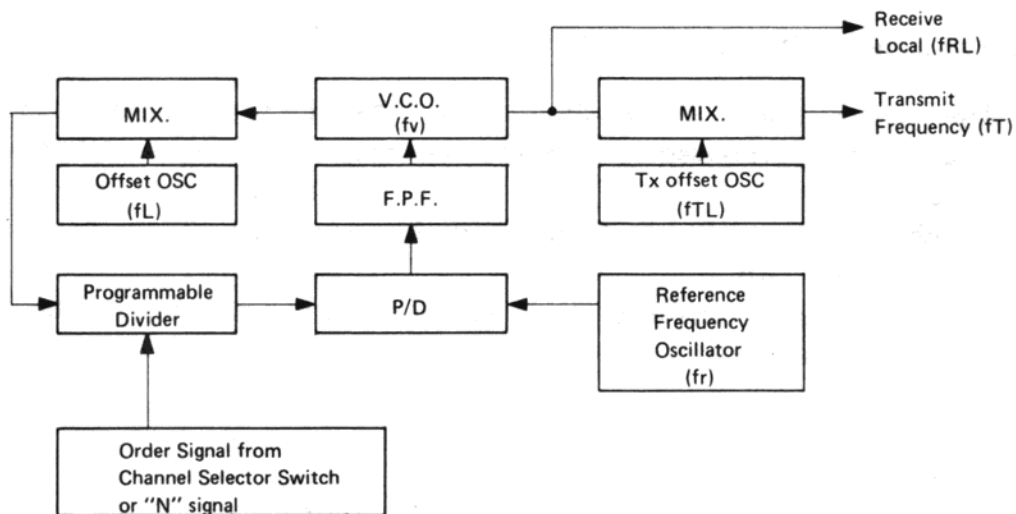 Receive
Local (fRL)
MIX.
V.C.O.
(fv)
MIX.
Transmit
Frequency (fT)
Offset OSC
(fL)
F.P.F.
Tx offset OSC
(fTL)
Programmable
Divider
P/D
Reference
Frequency
Oscillator
(fr)
Order Signal from
Channel Selector Switch
or "N" signal